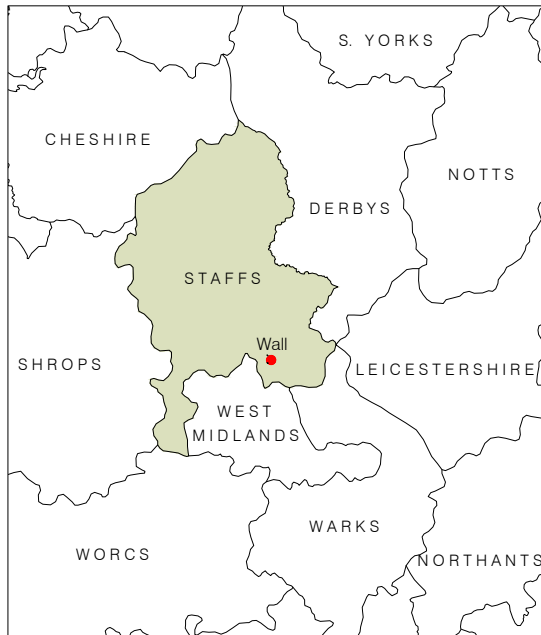 S. YORKS
CHESHIRE
NOTTS
DERBYS
STAFFS
Wall
SHROPS
LEICESTERSHIRE
WEST
MIDLANDS
WARKS
WORCS
NORTHANTS